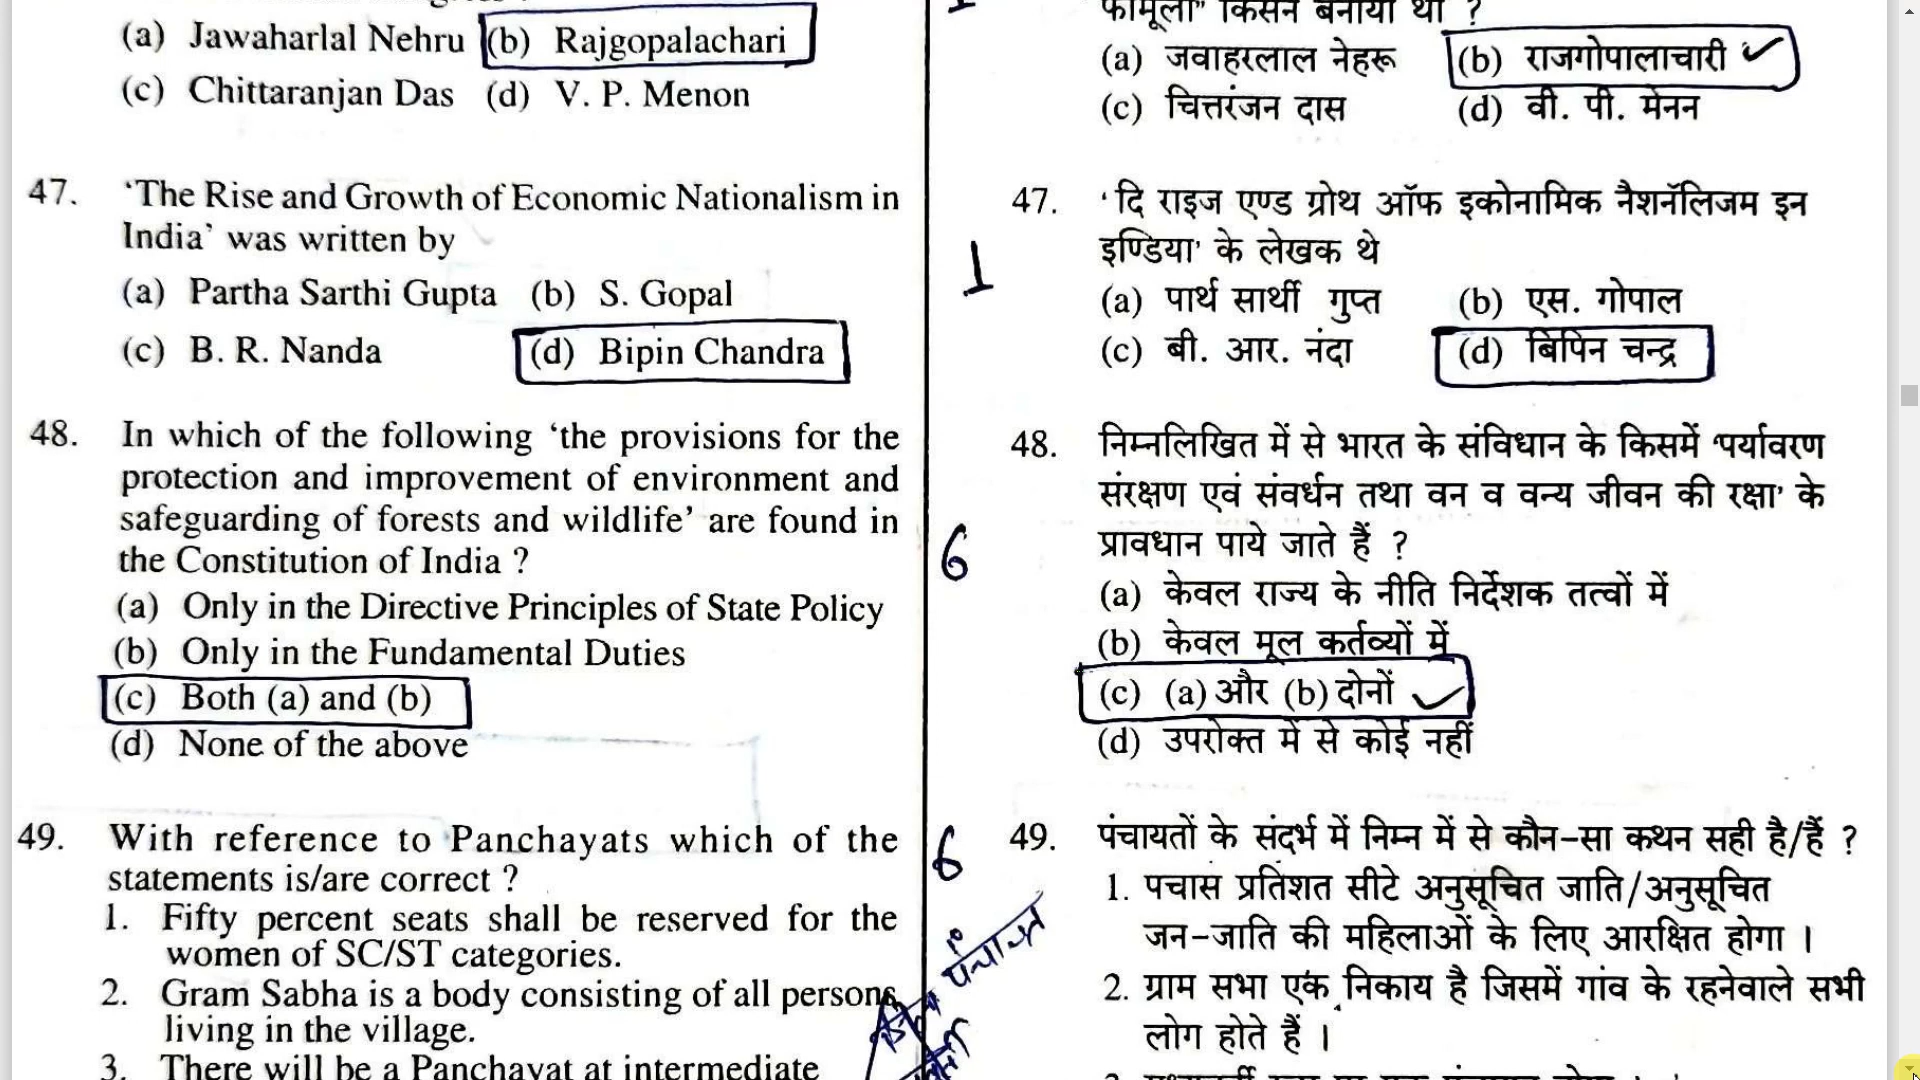 (a) Jawaharlal Nehru (b) Rajgopalachari
(c) Chittaranjan Das (d) V. P. Menon
47. 'The Rise and Growth of Economic Nationalism in
India' was written by
(a) Partha Sarthi Gupta (b) S. Gopal
(c) B. R. Nanda (d) Bipin Chandra
48. In which of the following 'the provisions for the
protection and improvement of environment and
safeguarding of forests and wildlife' are found in
the Constitution of India ?
(a) Only in the Directive Principles of State Policy
(b) Only in the Fundamental Duties
(c) Both (a) and (b)
(d) None of the above
49. With reference to Panchayats which of the
statements is/are correct ?
1. Fifty percent seats shall be reserved for the
women of SC/ST categories.
2. Gram Sabha is a body consisting of all persons
living in the village.
3. There will be a Panchayat at intermediate
1
6
6
पंचायत
फार्मूला" किसने बनाया था ?
(a) जवाहरलाल नेहरू (b) राजगोपालाचारी
(c) चित्तरंजन दास (d) वी. पी. मेनन
47. 'दि राइज एण्ड ग्रोथ ऑफ इकोनामिक नैशनॅलिजम इन
इण्डिया' के लेखक थे
(a) पार्थ सार्थी गुप्त (b) एस. गोपाल
(c) बी. आर. नंदा (d) बिपिन चन्द्र
48. निम्नलिखित में से भारत के संविधान के किसमें 'पर्यावरण
संरक्षण एवं संवर्धन तथा वन व वन्य जीवन की रक्षा' के
प्रावधान पाये जाते हैं ?
(a) केवल राज्य के नीति निर्देशक तत्वों में
(b) केवल मूल कर्तव्यों में
(c) (a) और (b) दोनों
(d) उपरोक्त में से कोई नहीं
49. पंचायतों के संदर्भ में निम्न में से कौन-सा कथन सही है/हैं ?
1. पचास प्रतिशत सीटे अनुसूचित जाति/अनुसूचित
जन-जाति की महिलाओं के लिए आरक्षित होगा ।
2. ग्राम सभा एक निकाय है जिसमें गांव के रहनेवाले सभी
लोग होते हैं ।